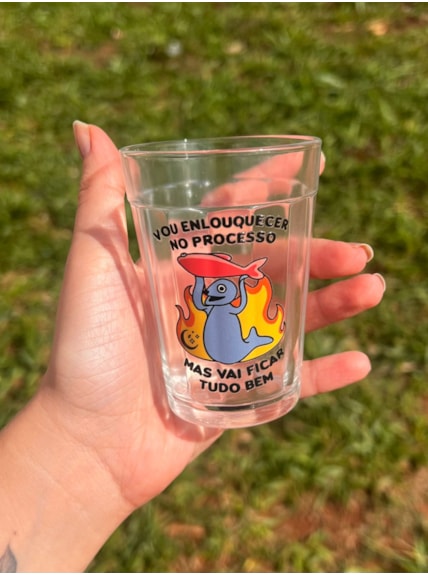 VOU ENLOUQUECER
NO PROCESSO
MAS VAI FICAR
TUDO BEM